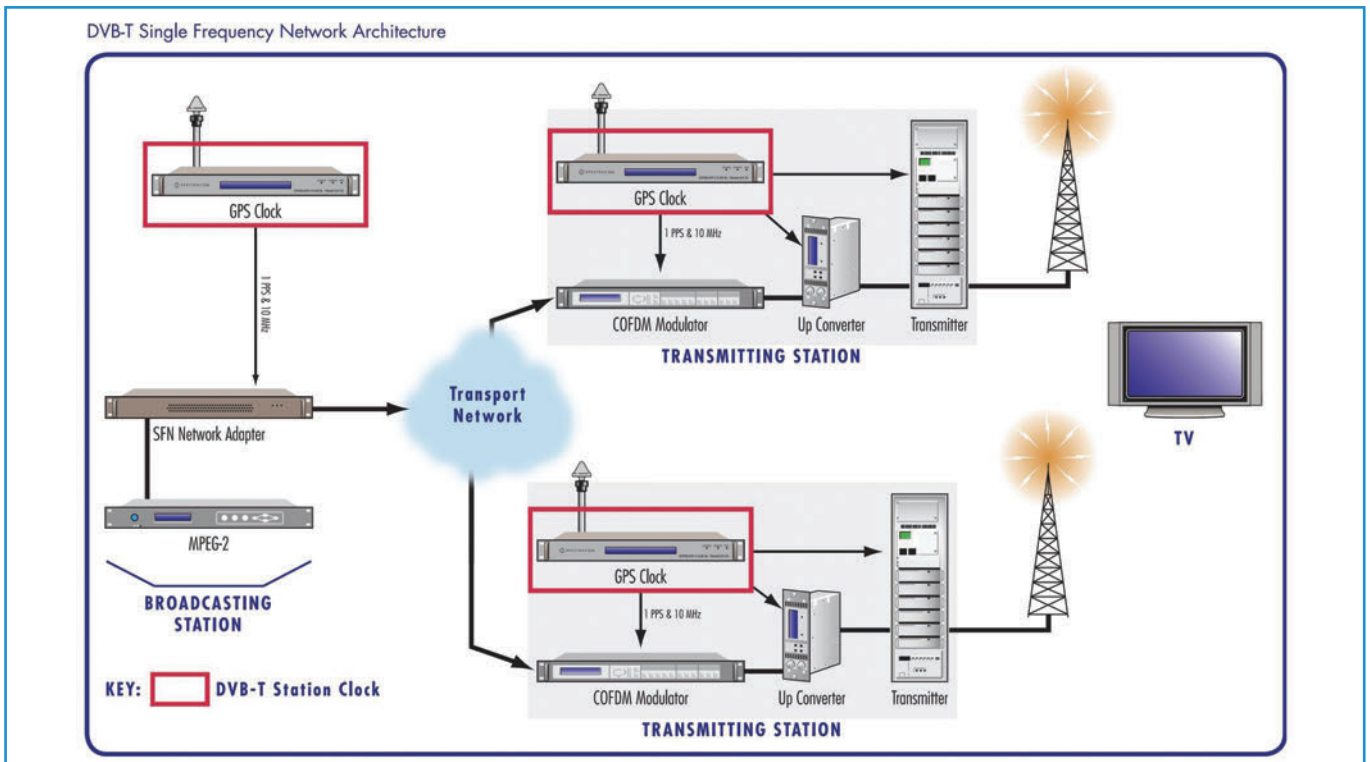 DVB-T Single Frequency Network Architecture
GPS Clock
1 PPS & 10 MHz
SFN Network Adapter
MPEG-2
BROADCASTING
STATION
KEY:
DVB-T Station Clock
Transport
Network
GPS Clock
1 PPS & 10 MHz
COFDM Modulator
Up Converter
Transmitter
TRANSMITTING STATION
TV
GPS Clock
1 PPS & 10 MHz
COFDM Modulator
Up Converter
Transmitter
TRANSMITTING STATION